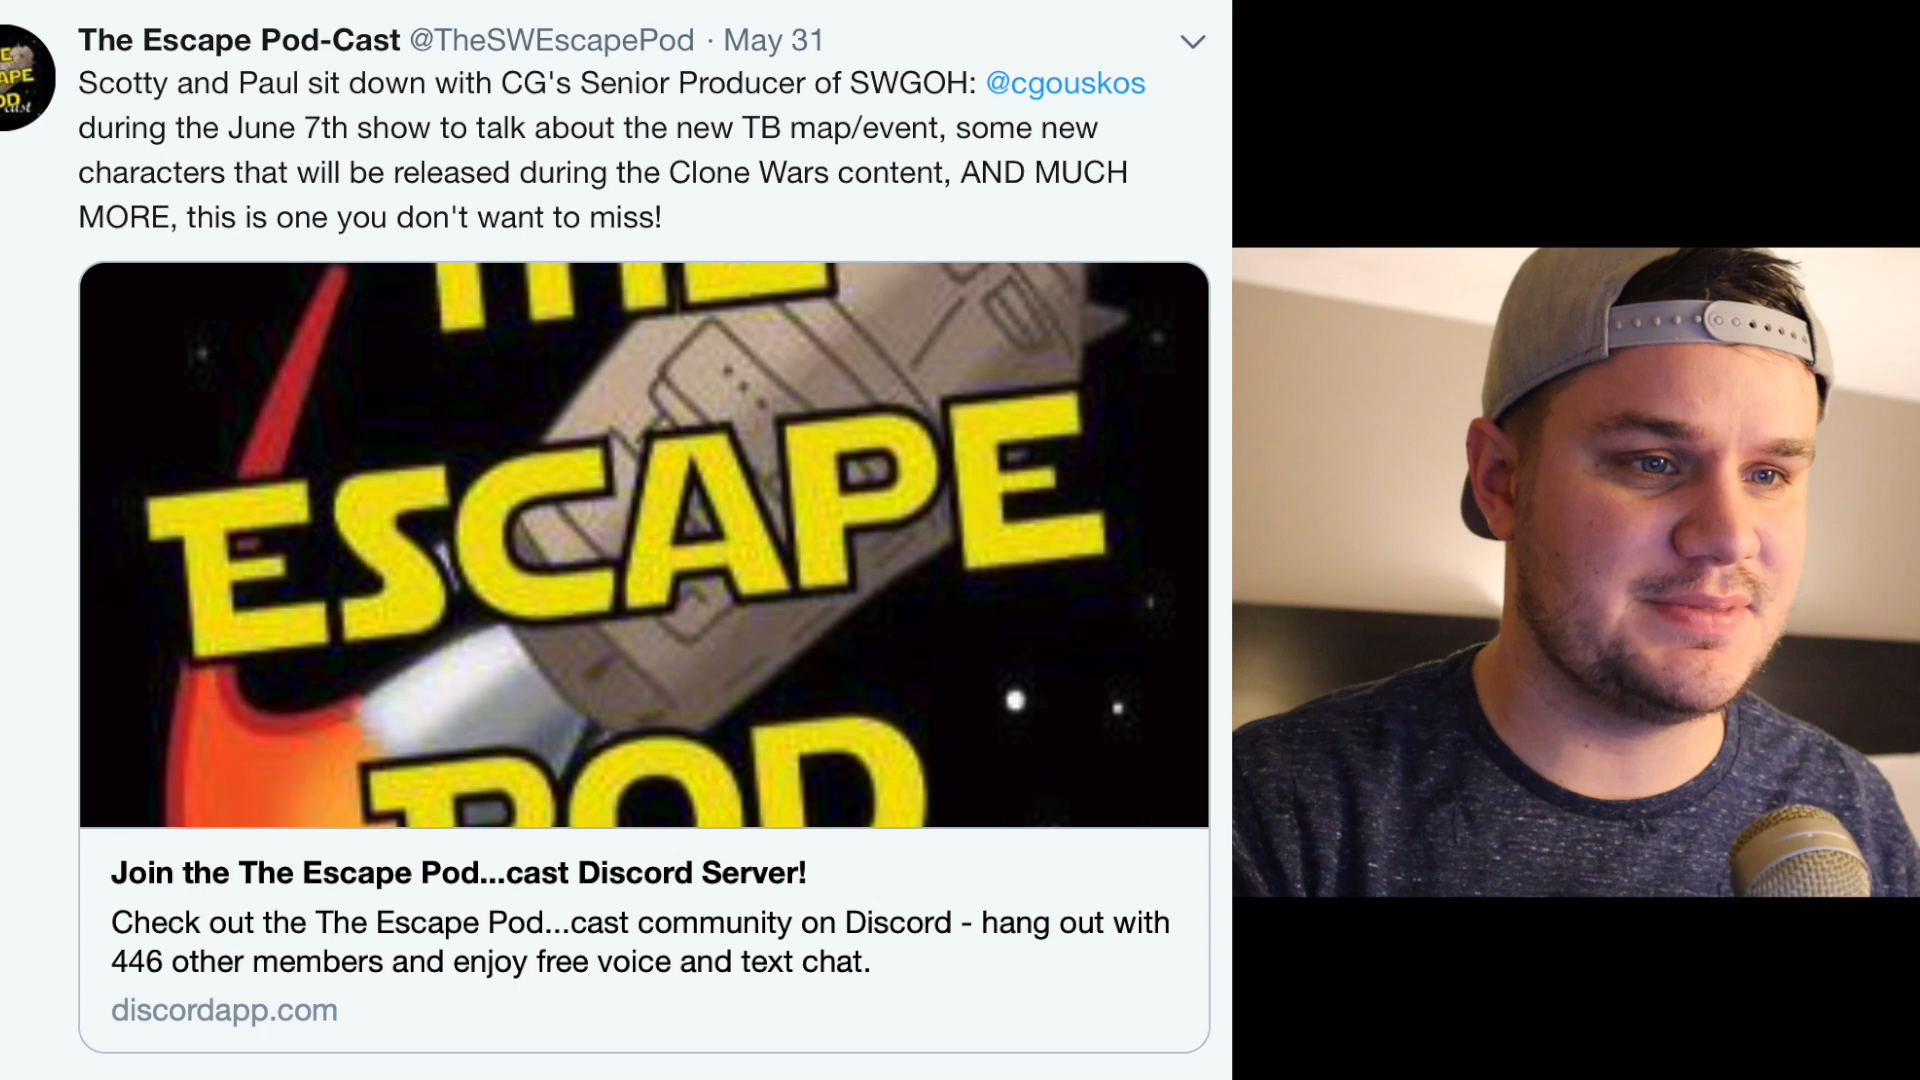 The Escape Pod-Cast @TheSWEscapePod · May 31
Scotty and Paul sit down with CG's Senior Producer of SWGOH: @cgouskos
during the June 7th show to talk about the new TB map/event, some new
characters that will be released during the Clone Wars content, AND MUCH
MORE, this is one you don't want to miss!
THE
ESCAPE
POD
Join the The Escape Pod...cast Discord Server!
Check out the The Escape Pod...cast community on Discord - hang out with
446 other members and enjoy free voice and text chat.
discordapp.com